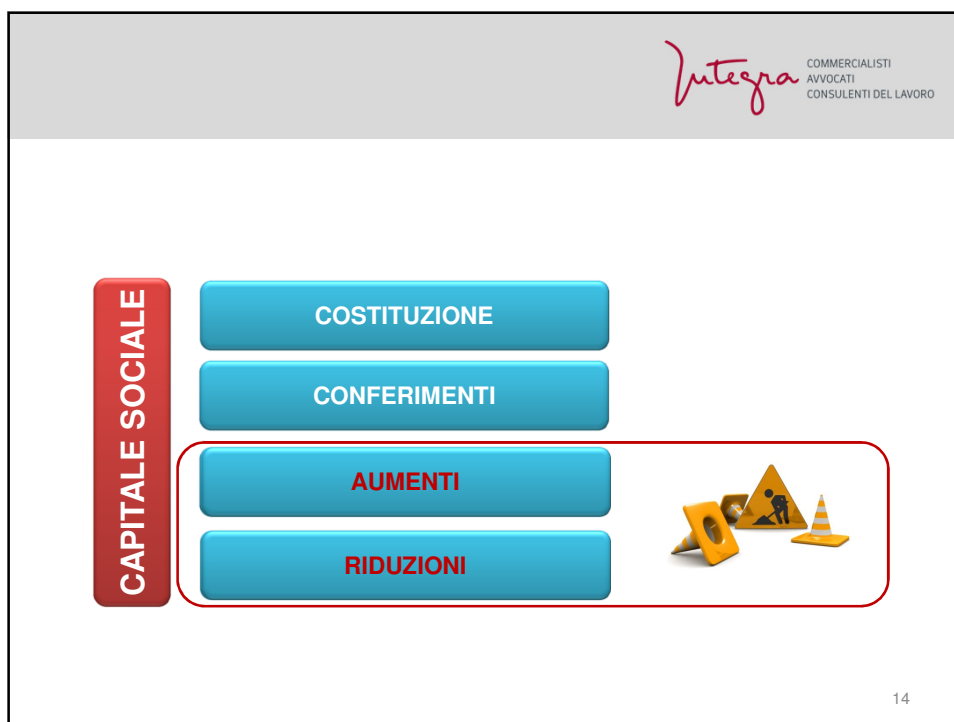 Integra
COMMERCIALISTI
AVVOCATI
CONSULENTI DEL LAVORO
CAPITALE SOCIALE
COSTITUZIONE
CONFERIMENTI
AUMENTI
RIDUZIONI
14